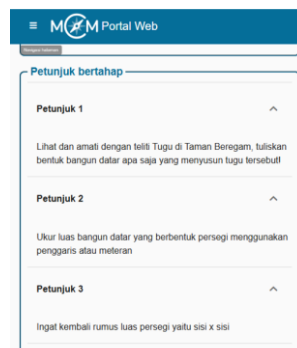 ≡ MCM Portal Web
Petunjuk bertahap
Petunjuk 1
Lihat dan amati dengan teliti Tugu di Taman Beregam, tuliskan
bentuk bangun datar apa saja yang menyusun tugu tersebut!
Petunjuk 2
Ukur luas bangun datar yang berbentuk persegi menggunakan
penggaris atau meteran
Petunjuk 3
Ingat kembali rumus luas persegi yaitu sisi x sisi